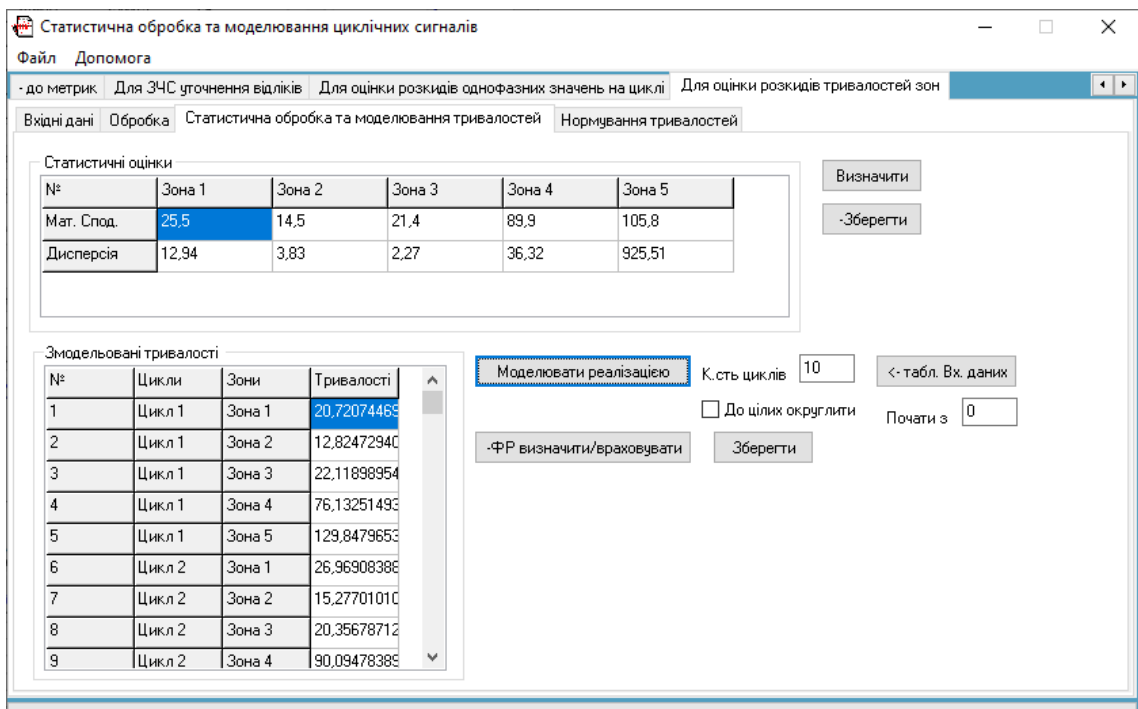 Статистична обробка та моделювання циклічних сигналів
Файл Допомога
- до метрик Для ЗЧС уточнення відліків Для оцінки розкидів однофазних значень на циклі Для оцінки розкидів тривалостей зон
Вхідні дані Обробка Статистична обробка та моделювання тривалостей Нормування тривалостей
Статистичні оцінки
№ Зона 1 Зона 2 Зона 3 Зона 4 Зона 5
Мат. Спод. 25,5 14,5 21,4 89,9 105,8
Дисперсія 12,94 3,83 2,27 36,32 925,51
Визначити
-Зберегти
Змодельовані тривалості
№ Цикли Зони Тривалості
1 Цикл 1 Зона 1 20,72074469
2 Цикл 1 Зона 2 12,82472940
3 Цикл 1 Зона 3 22,11898954
4 Цикл 1 Зона 4 76,13251493
5 Цикл 1 Зона 5 129,8479653
6 Цикл 2 Зона 1 26,96908388
7 Цикл 2 Зона 2 15,27701010
8 Цикл 2 Зона 3 20,35678712
9 Цикл 2 Зона 4 90,09478389
Моделювати реалізацією К.сть циклів 10 <- табл. Вх. даних
До цілих округлити Почати з 0
-ФР визначити/враховувати Зберегти